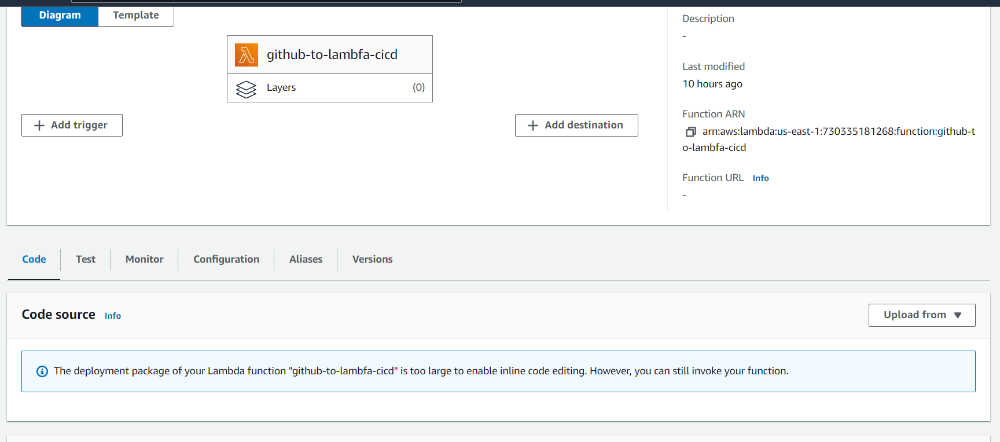 Diagram
Template
github-to-lambfa-cicd
Layers
(0)
Add trigger
Add destination
Description
-
Last modified
10 hours ago
Function ARN
arn:aws:lambda:us-east-1:730335181268:function:github-t
o-lambfa-cicd
Function URL Info
-
Code
Test
Monitor
Configuration
Aliases
Versions
Code source Info
Upload from
The deployment package of your Lambda function "github-to-lambfa-cicd" is too large to enable inline code editing. However, you can still invoke your function.